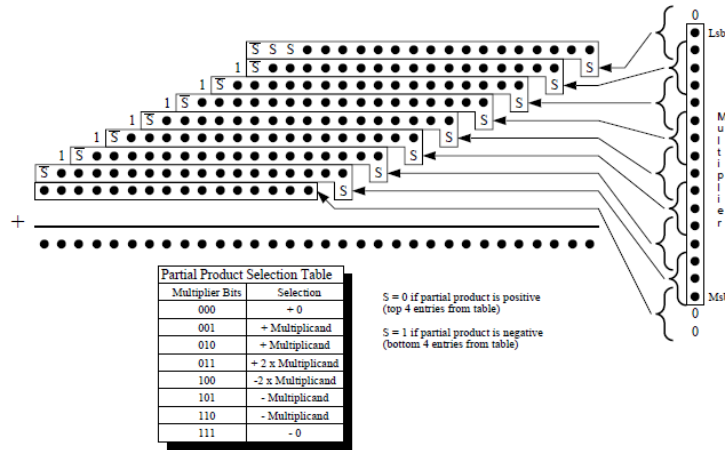 0
Lsb
S̅ S S
S
1 S̅
S
1 S̅
S
1 S̅
S
1 S̅
S
1 S̅
S
1 S̅
S
S̅
S
Multiplier
+
Msb
0
0
Partial Product Selection Table
Multiplier Bits Selection
000 + 0
001 + Multiplicand
010 + Multiplicand
011 + 2 x Multiplicand
100 -2 x Multiplicand
101 - Multiplicand
110 - Multiplicand
111 - 0
S = 0 if partial product is positive
(top 4 entries from table)
S = 1 if partial product is negative
(bottom 4 entries from table)